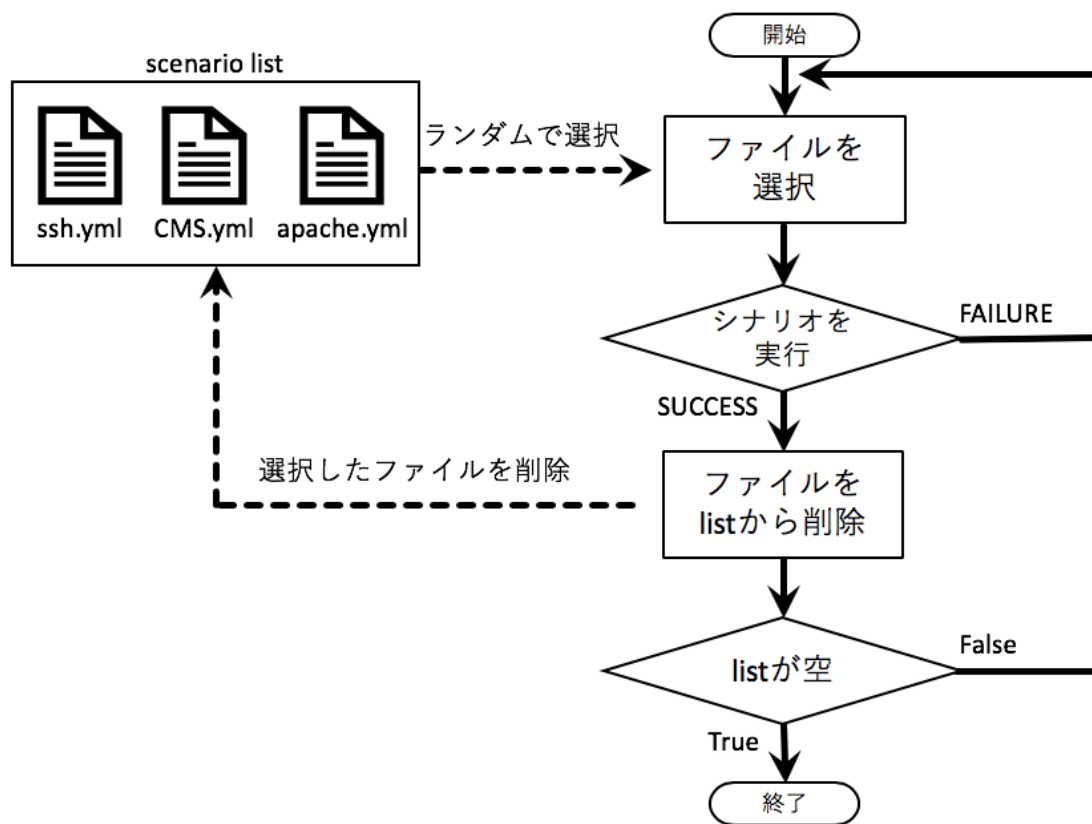 開始
scenario list
ランダムで選択
ファイルを
選択
ssh.yml
CMS.yml
apache.yml
シナリオを
実行
FAILURE
SUCCESS
選択したファイルを削除
ファイルを
listから削除
listが空
False
True
終了